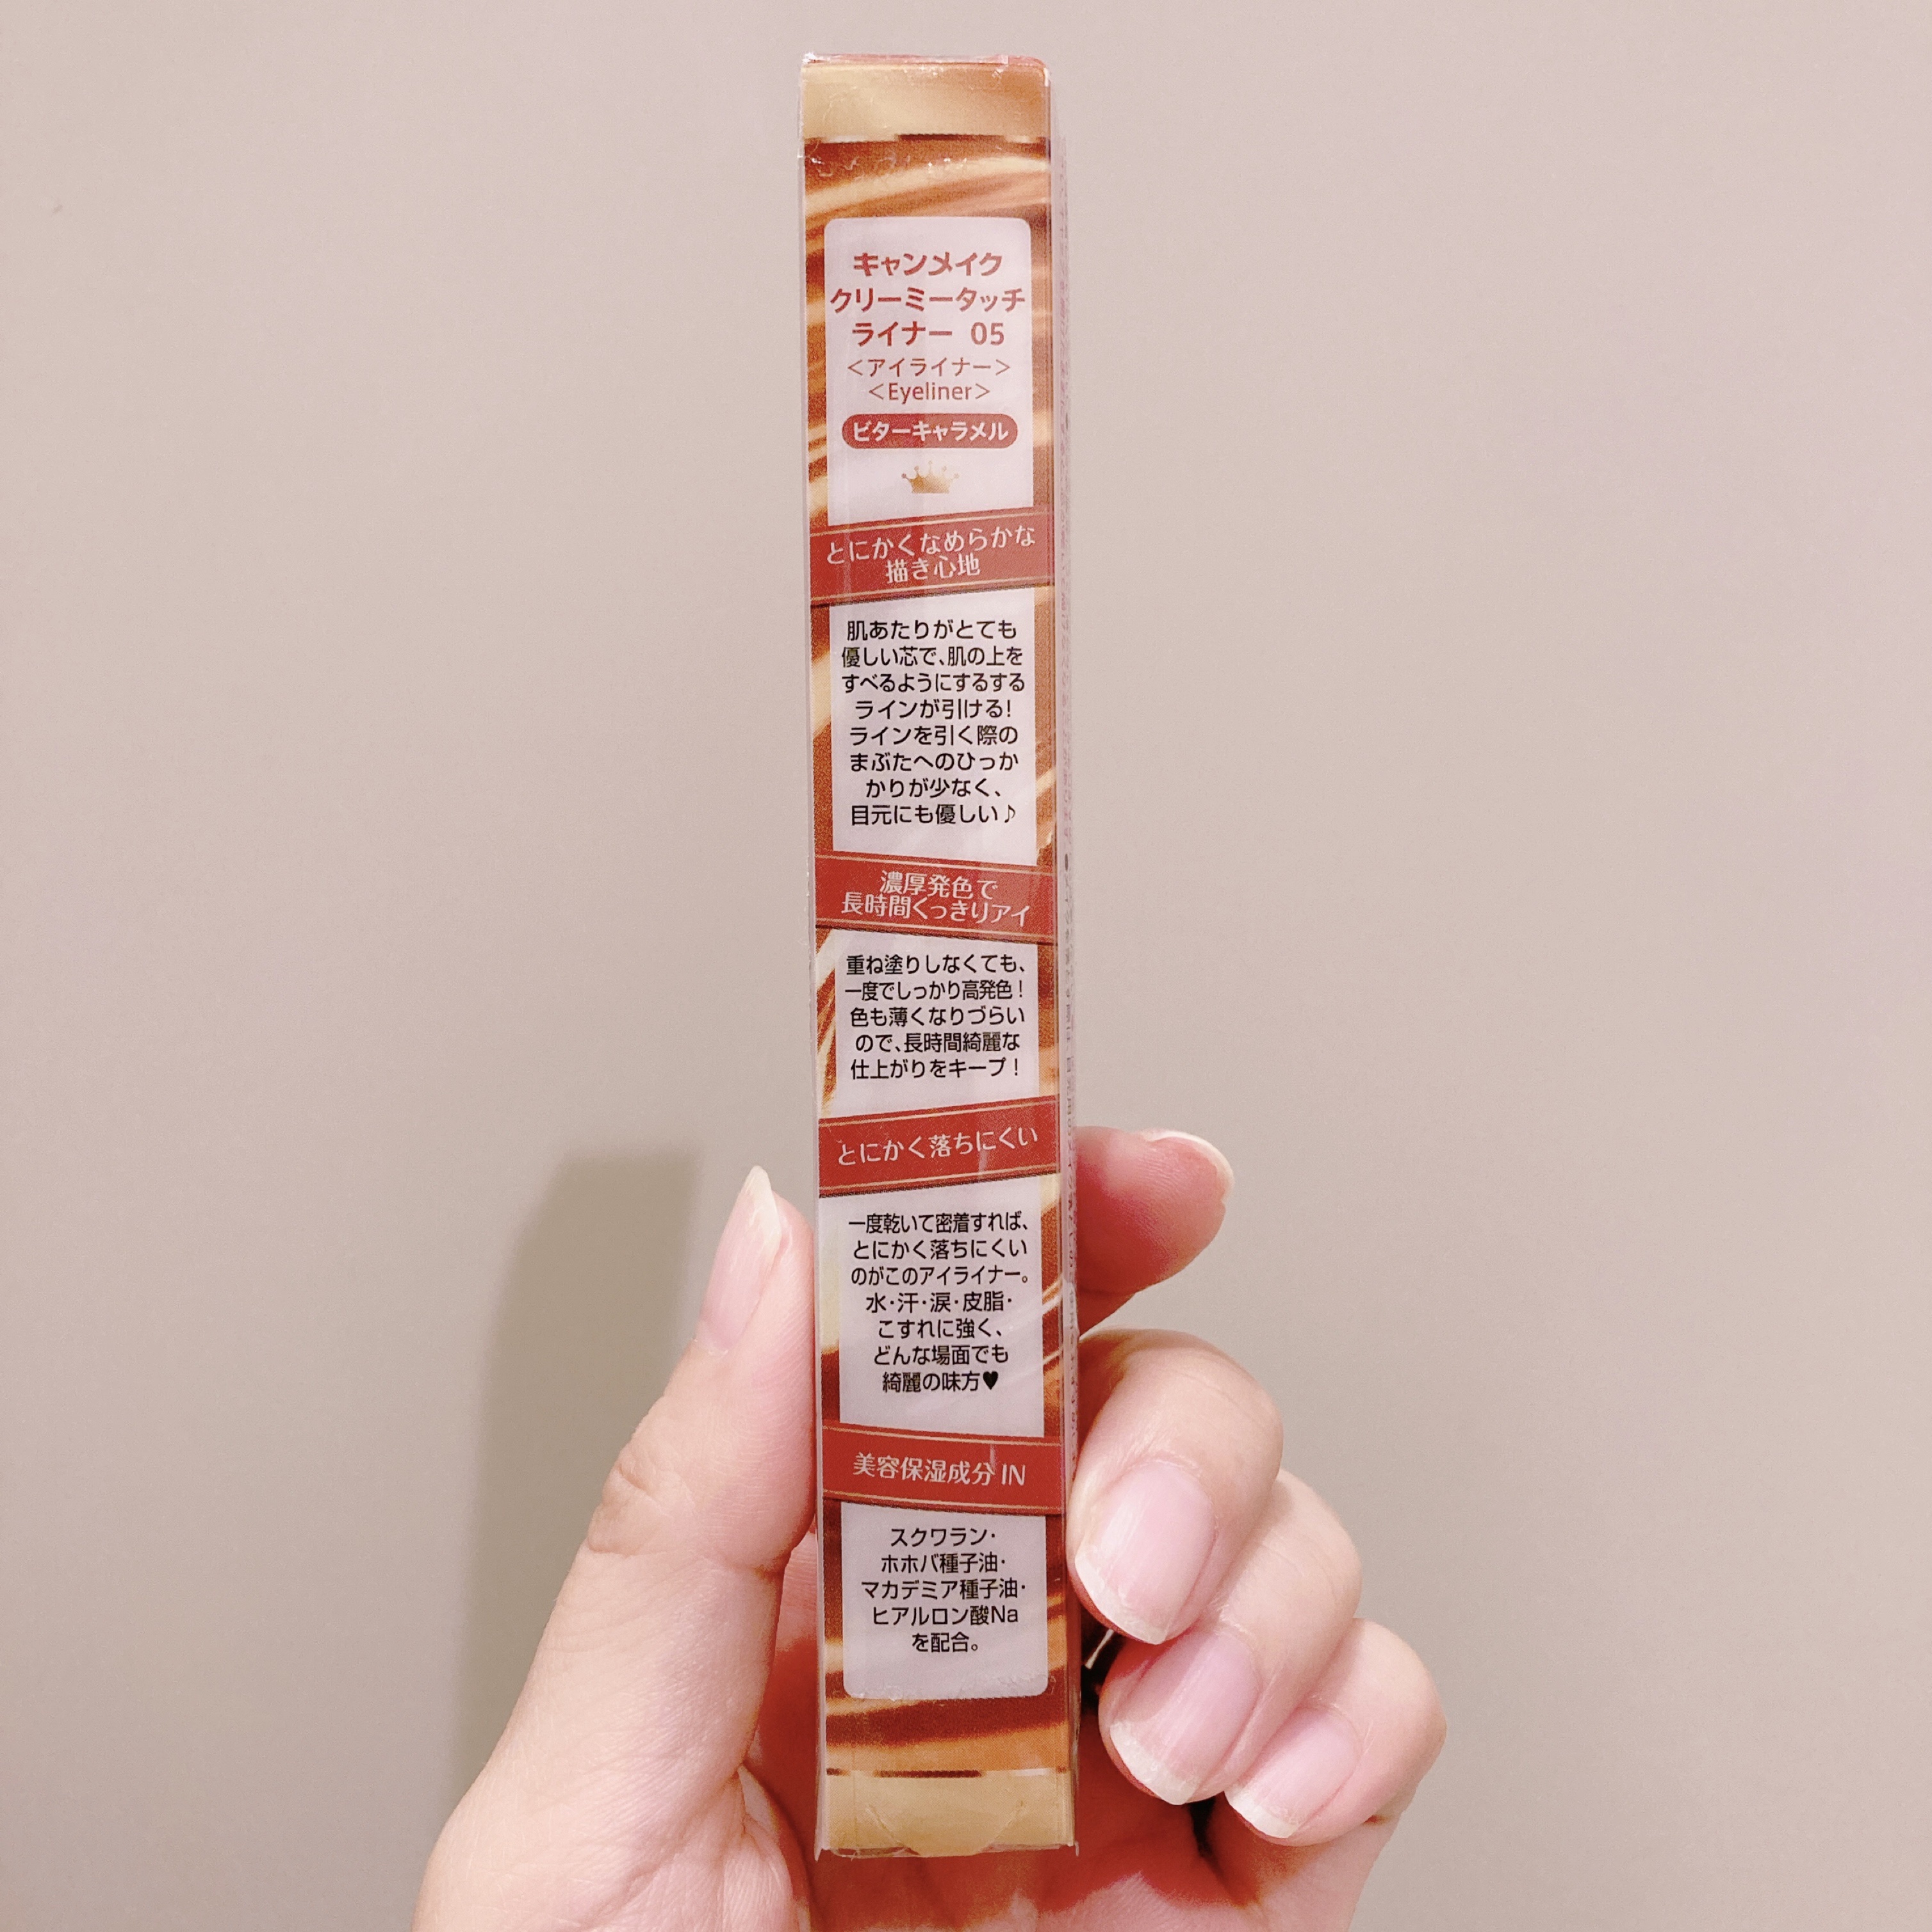 キャンメイク
クリーミータッチ
ライナー 05
＜アイライナー＞
＜Eyeliner＞
ビターキャラメル
とにかくなめらかな
描き心地
肌あたりがとても
優しい芯で、肌の上を
すべるようにするする
ラインが引ける!
ラインを引く際の
まぶたへのひっか
かりが少なく、
目元にも優しい♪
濃厚発色で
長時間くっきりアイ
重ね塗りしなくても、
一度でしっかり高発色!
色も薄くなりづらい
ので、長時間綺麗な
仕上がりをキープ!
とにかく落ちにくい
一度乾いて密着すれば、
とにかく落ちにくい
のがこのアイライナー。
水・汗・涙・皮脂・
こすれに強く、
どんな場面でも
綺麗の味方♥
美容保湿成分 IN
スクワラン・
ホホバ種子油・
マカデミア種子油・
ヒアルロン酸Na
を配合。